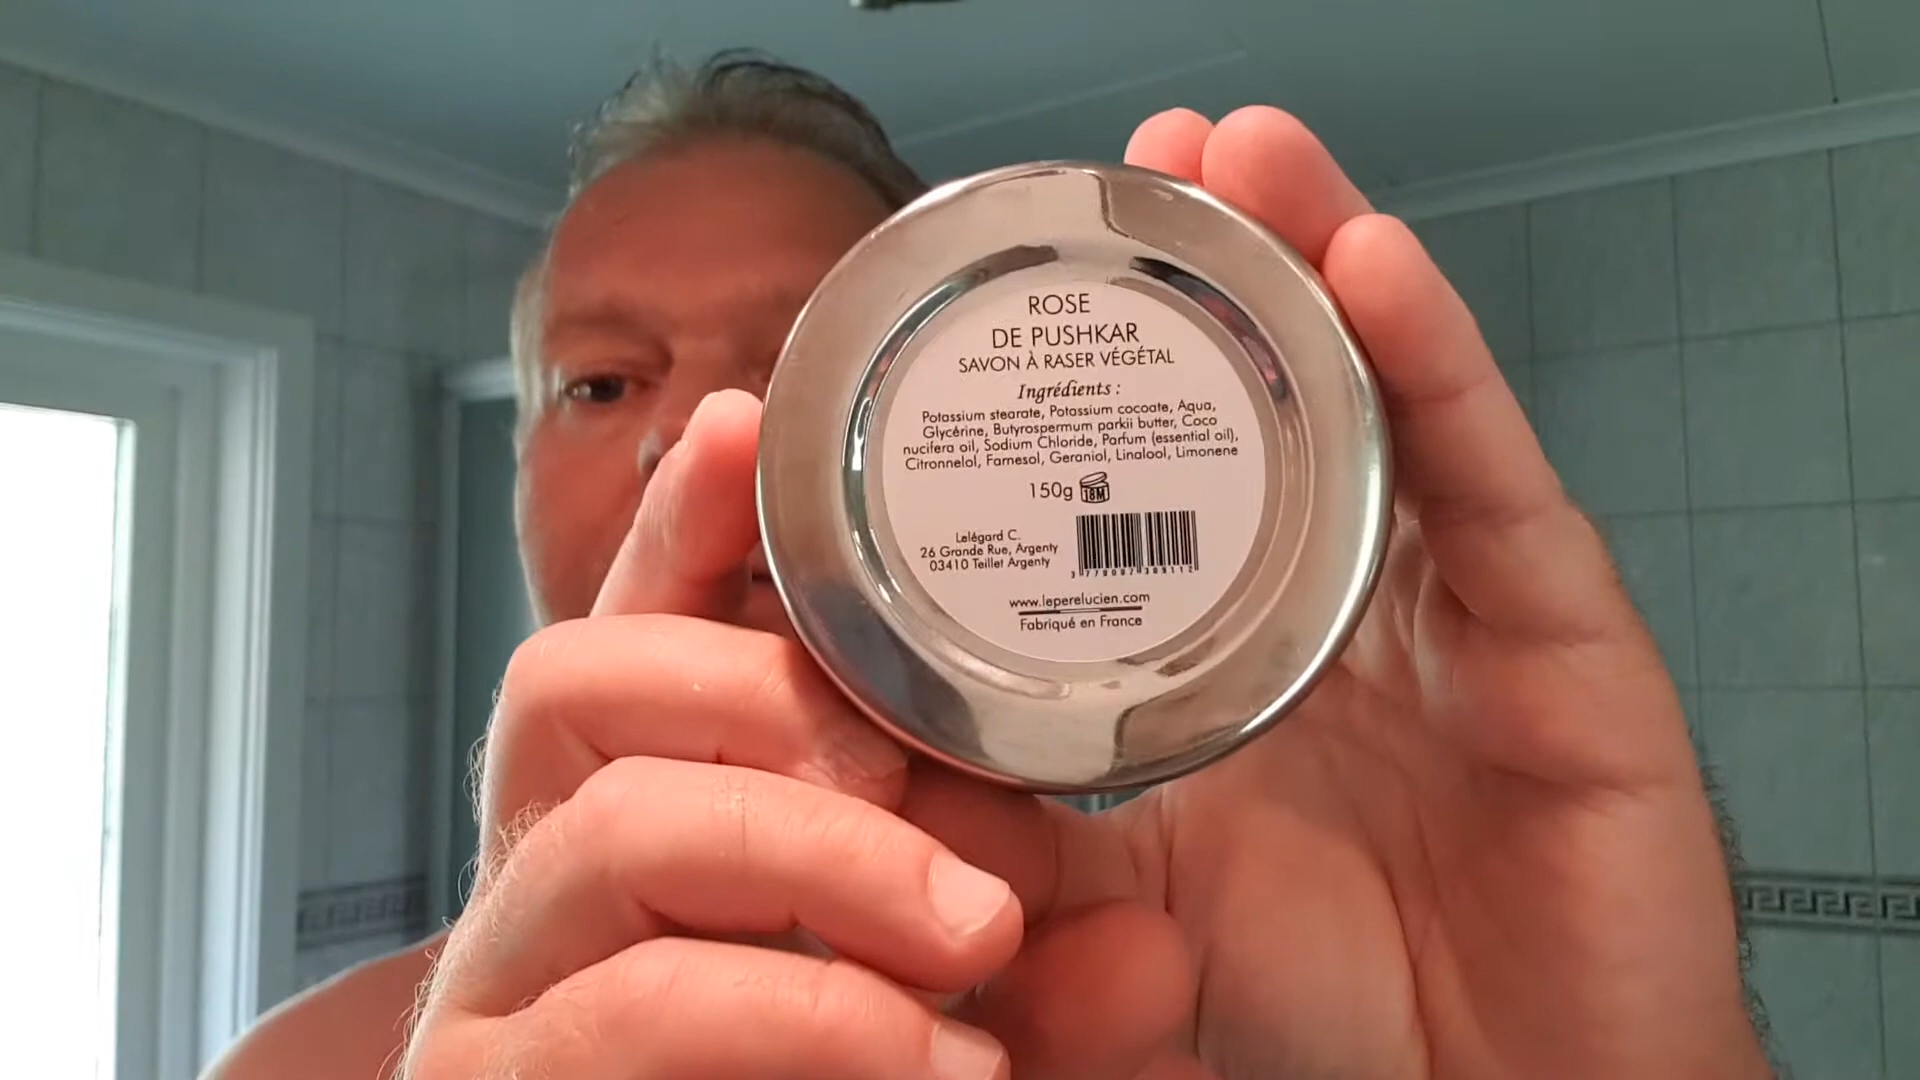 ROSE
DE PUSHKAR
SAVON À RASER VÉGÉTAL
Ingrédients :
Potassium stearate, Potassium cocoate, Aqua,
Glycérine, Butyrospermum parkii butter, Coco
nucifera oil, Sodium Chloride, Parfum (essential oil),
Citronnelol, Farnesol, Geraniol, Linalool, Limonene
150g 18M
Lelégard C.
26 Grande Rue, Argenty
03410 Teillet Argenty
www.leperelucien.com
Fabriqué en France